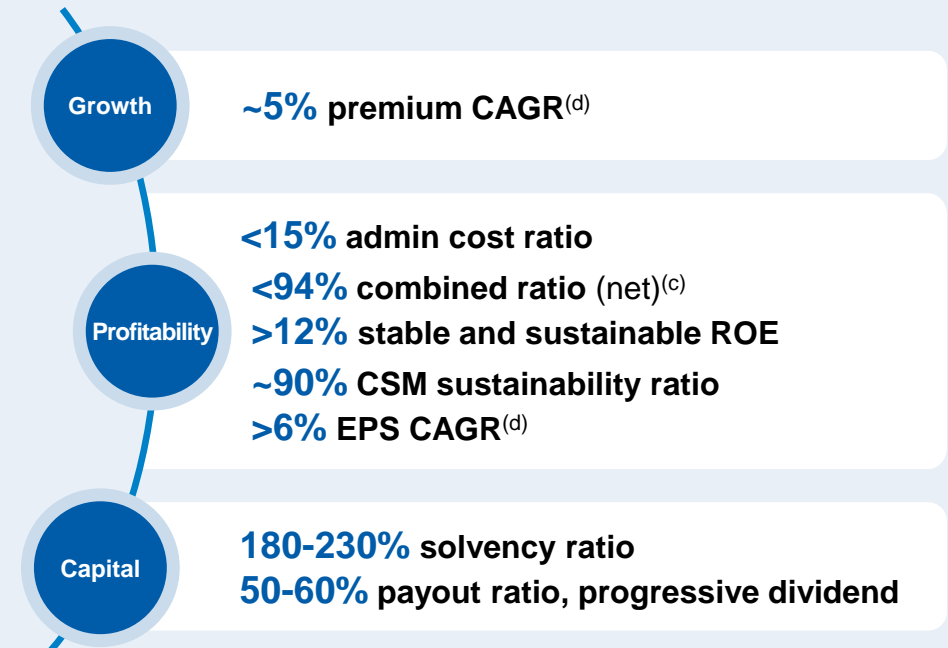 Growth
~5% premium CAGR(d)
Profitability
<15% admin cost ratio
<94% combined ratio (net)(c)
>12% stable and sustainable ROE
~90% CSM sustainability ratio
>6% EPS CAGR(d)
Capital
180-230% solvency ratio
50-60% payout ratio, progressive dividend